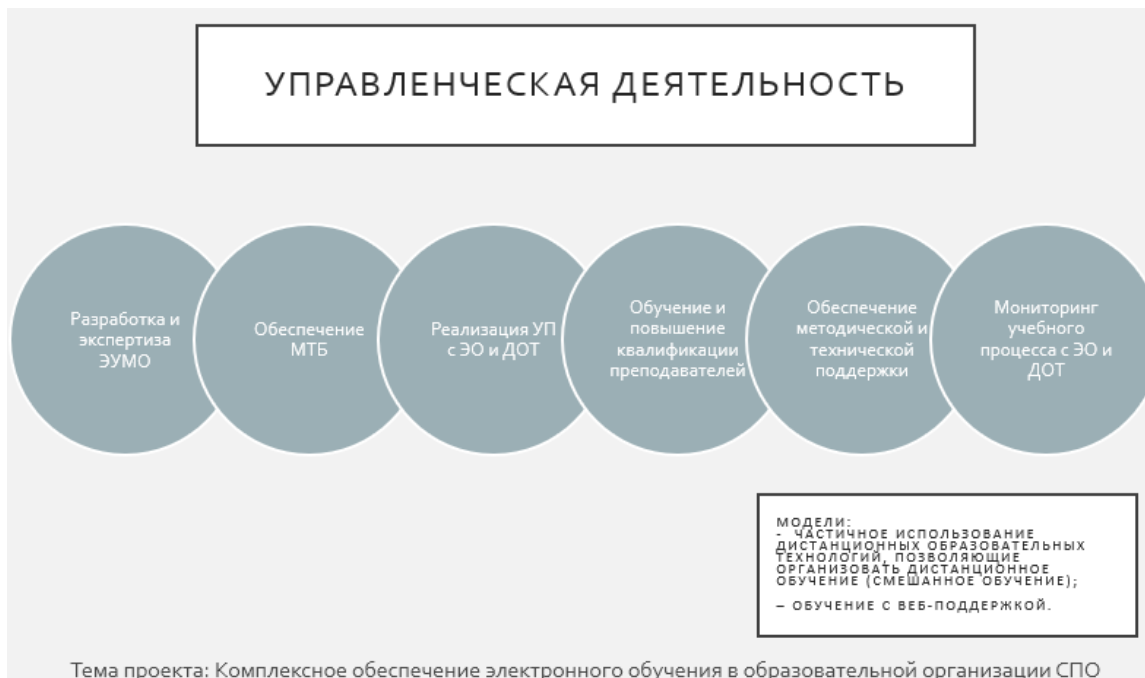 УПРАВЛЕНЧЕСКАЯ ДЕЯТЕЛЬНОСТЬ
Разработка и
экспертиза
ЭУМО
Обеспечение
МТБ
Реализация УП
с ЭО и ДОТ
Обучение и
повышение
квалификации
преподавателей
Обеспечение
методической и
технической
поддержки
Мониторинг
учебного
процесса с ЭО и
ДОТ
МОДЕЛИ:
- ЧАСТИЧНОЕ ИСПОЛЬЗОВАНИЕ
ДИСТАНЦИОННЫХ ОБРАЗОВАТЕЛЬНЫХ
ТЕХНОЛОГИЙ, ПОЗВОЛЯЮЩИЕ
ОРГАНИЗОВАТЬ ДИСТАНЦИОННОЕ
ОБУЧЕНИЕ (СМЕШАННОЕ ОБУЧЕНИЕ);
– ОБУЧЕНИЕ С ВЕБ-ПОДДЕРЖКОЙ.
Тема проекта: Комплексное обеспечение электронного обучения в образовательной организации СПО